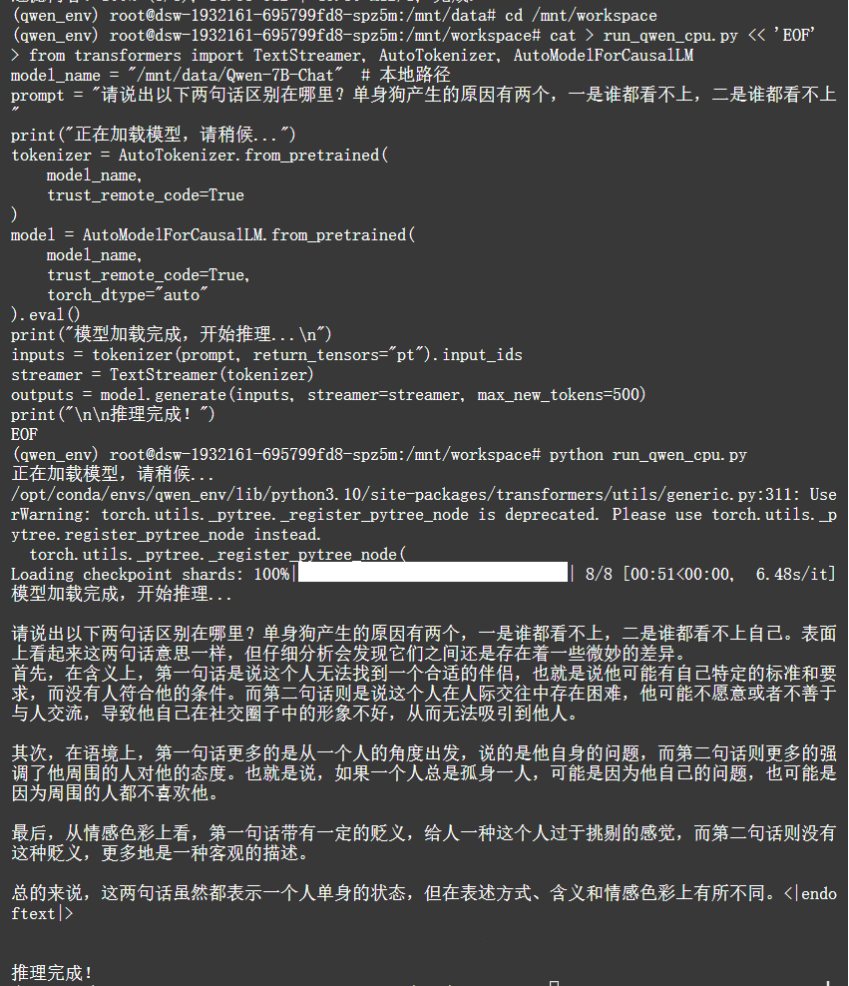 (qwen_env) root@dsw-1932161-695799fd8-spz5m:/mnt/data# cd /mnt/workspace
(qwen_env) root@dsw-1932161-695799fd8-spz5m:/mnt/workspace# cat > run_qwen_cpu.py << 'EOF'
> from transformers import TextStreamer, AutoTokenizer, AutoModelForCausalLM
model_name = "/mnt/data/Qwen-7B-Chat"  # 本地路径
prompt = "请说出以下两句话区别在哪里？单身狗产生的原因有两个，一是谁都看不上，二是谁都看不上
"
print("正在加载模型，请稍候...")
tokenizer = AutoTokenizer.from_pretrained(
    model_name,
    trust_remote_code=True
)
model = AutoModelForCausalLM.from_pretrained(
    model_name,
    trust_remote_code=True,
    torch_dtype="auto"
).eval()
print("模型加载完成，开始推理...\n")
inputs = tokenizer(prompt, return_tensors="pt").input_ids
streamer = TextStreamer(tokenizer)
outputs = model.generate(inputs, streamer=streamer, max_new_tokens=500)
print("\n\n推理完成！")
EOF
(qwen_env) root@dsw-1932161-695799fd8-spz5m:/mnt/workspace# python run_qwen_cpu.py
正在加载模型，请稍候...
/opt/conda/envs/qwen_env/lib/python3.10/site-packages/transformers/utils/generic.py:311: Use
rWarning: torch.utils._pytree._register_pytree_node is deprecated. Please use torch.utils._p
ytree.register_pytree_node instead.
  torch.utils._pytree._register_pytree_node(
Loading checkpoint shards: 100%| | 8/8 [00:51<00:00,  6.48s/it]
模型加载完成，开始推理...
请说出以下两句话区别在哪里？单身狗产生的原因有两个，一是谁都看不上，二是谁都看不上自己。表面
上看起来这两句话意思一样，但仔细分析会发现它们之间还是存在着一些微妙的差异。
首先，在含义上，第一句话是说这个人无法找到一个合适的伴侣，也就是说他可能有自己特定的标准和要
求，而没有人符合他的条件。而第二句话则是说这个人在人际交往中存在困难，他可能不愿意或者不善于
与人交流，导致他自己在社交圈子中的形象不好，从而无法吸引到他人。
其次，在语境上，第一句话更多的是从一个人的角度出发，说的是他自身的问题，而第二句话则更多的强
调了他周围的人对他的态度。也就是说，如果一个人总是孤身一人，可能是因为他自己的问题，也可能是
因为周围的人都不喜欢他。
最后，从情感色彩上看，第一句话带有一定的贬义，给人一种这个人过于挑剔的感觉，而第二句话则没有
这种贬义，更多地是一种客观的描述。
总的来说，这两句话虽然都表示一个人单身的状态，但在表述方式、含义和情感色彩上有所不同。<|endo
ftext|>
推理完成！